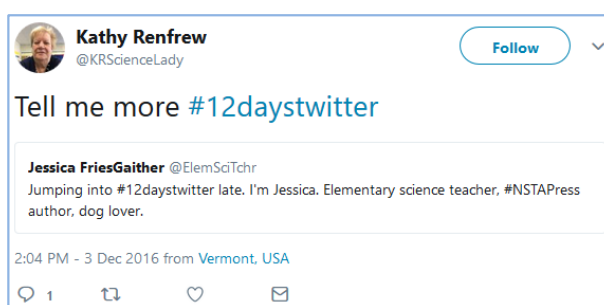 Kathy Renfrew
@KRScienceLady
Follow
Tell me more #12daystwitter
Jessica FriesGaither @ElemSciTchr
Jumping into #12daystwitter late. I'm Jessica. Elementary science teacher, #NSTAPress
author, dog lover.
2:04 PM - 3 Dec 2016 from Vermont, USA
1